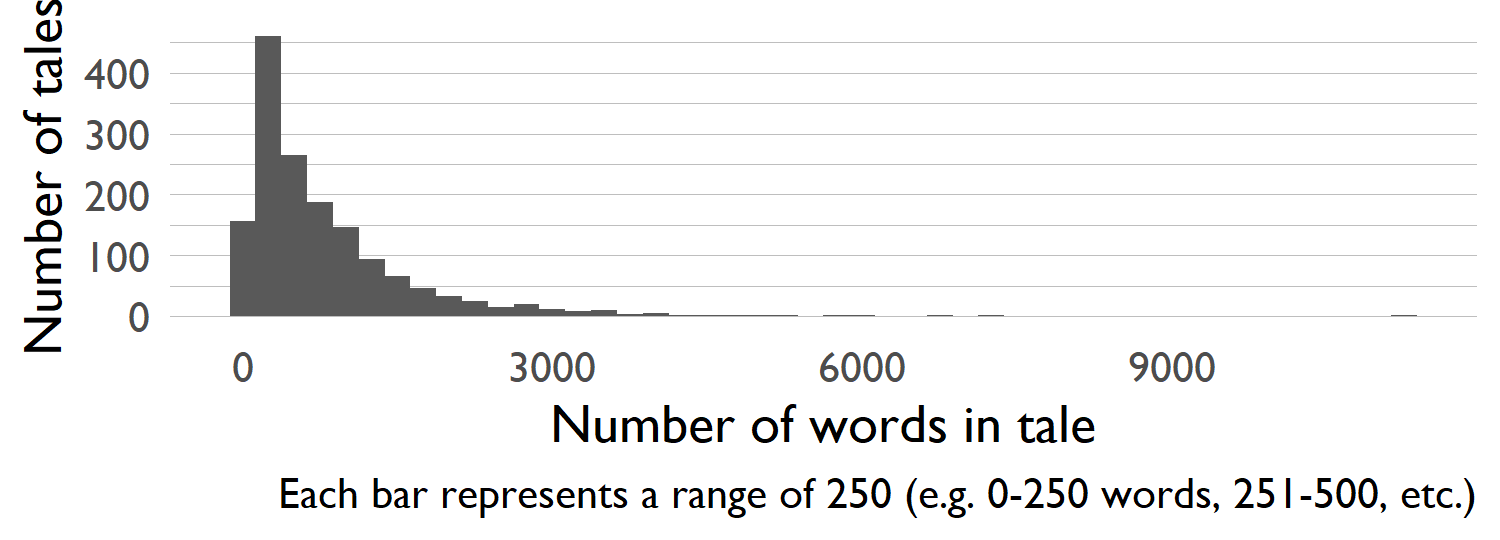 Number of tales
400
300
200
100
0
0 3000 6000 9000
Number of words in tale
Each bar represents a range of 250 (e.g. 0-250 words, 251-500, etc.)